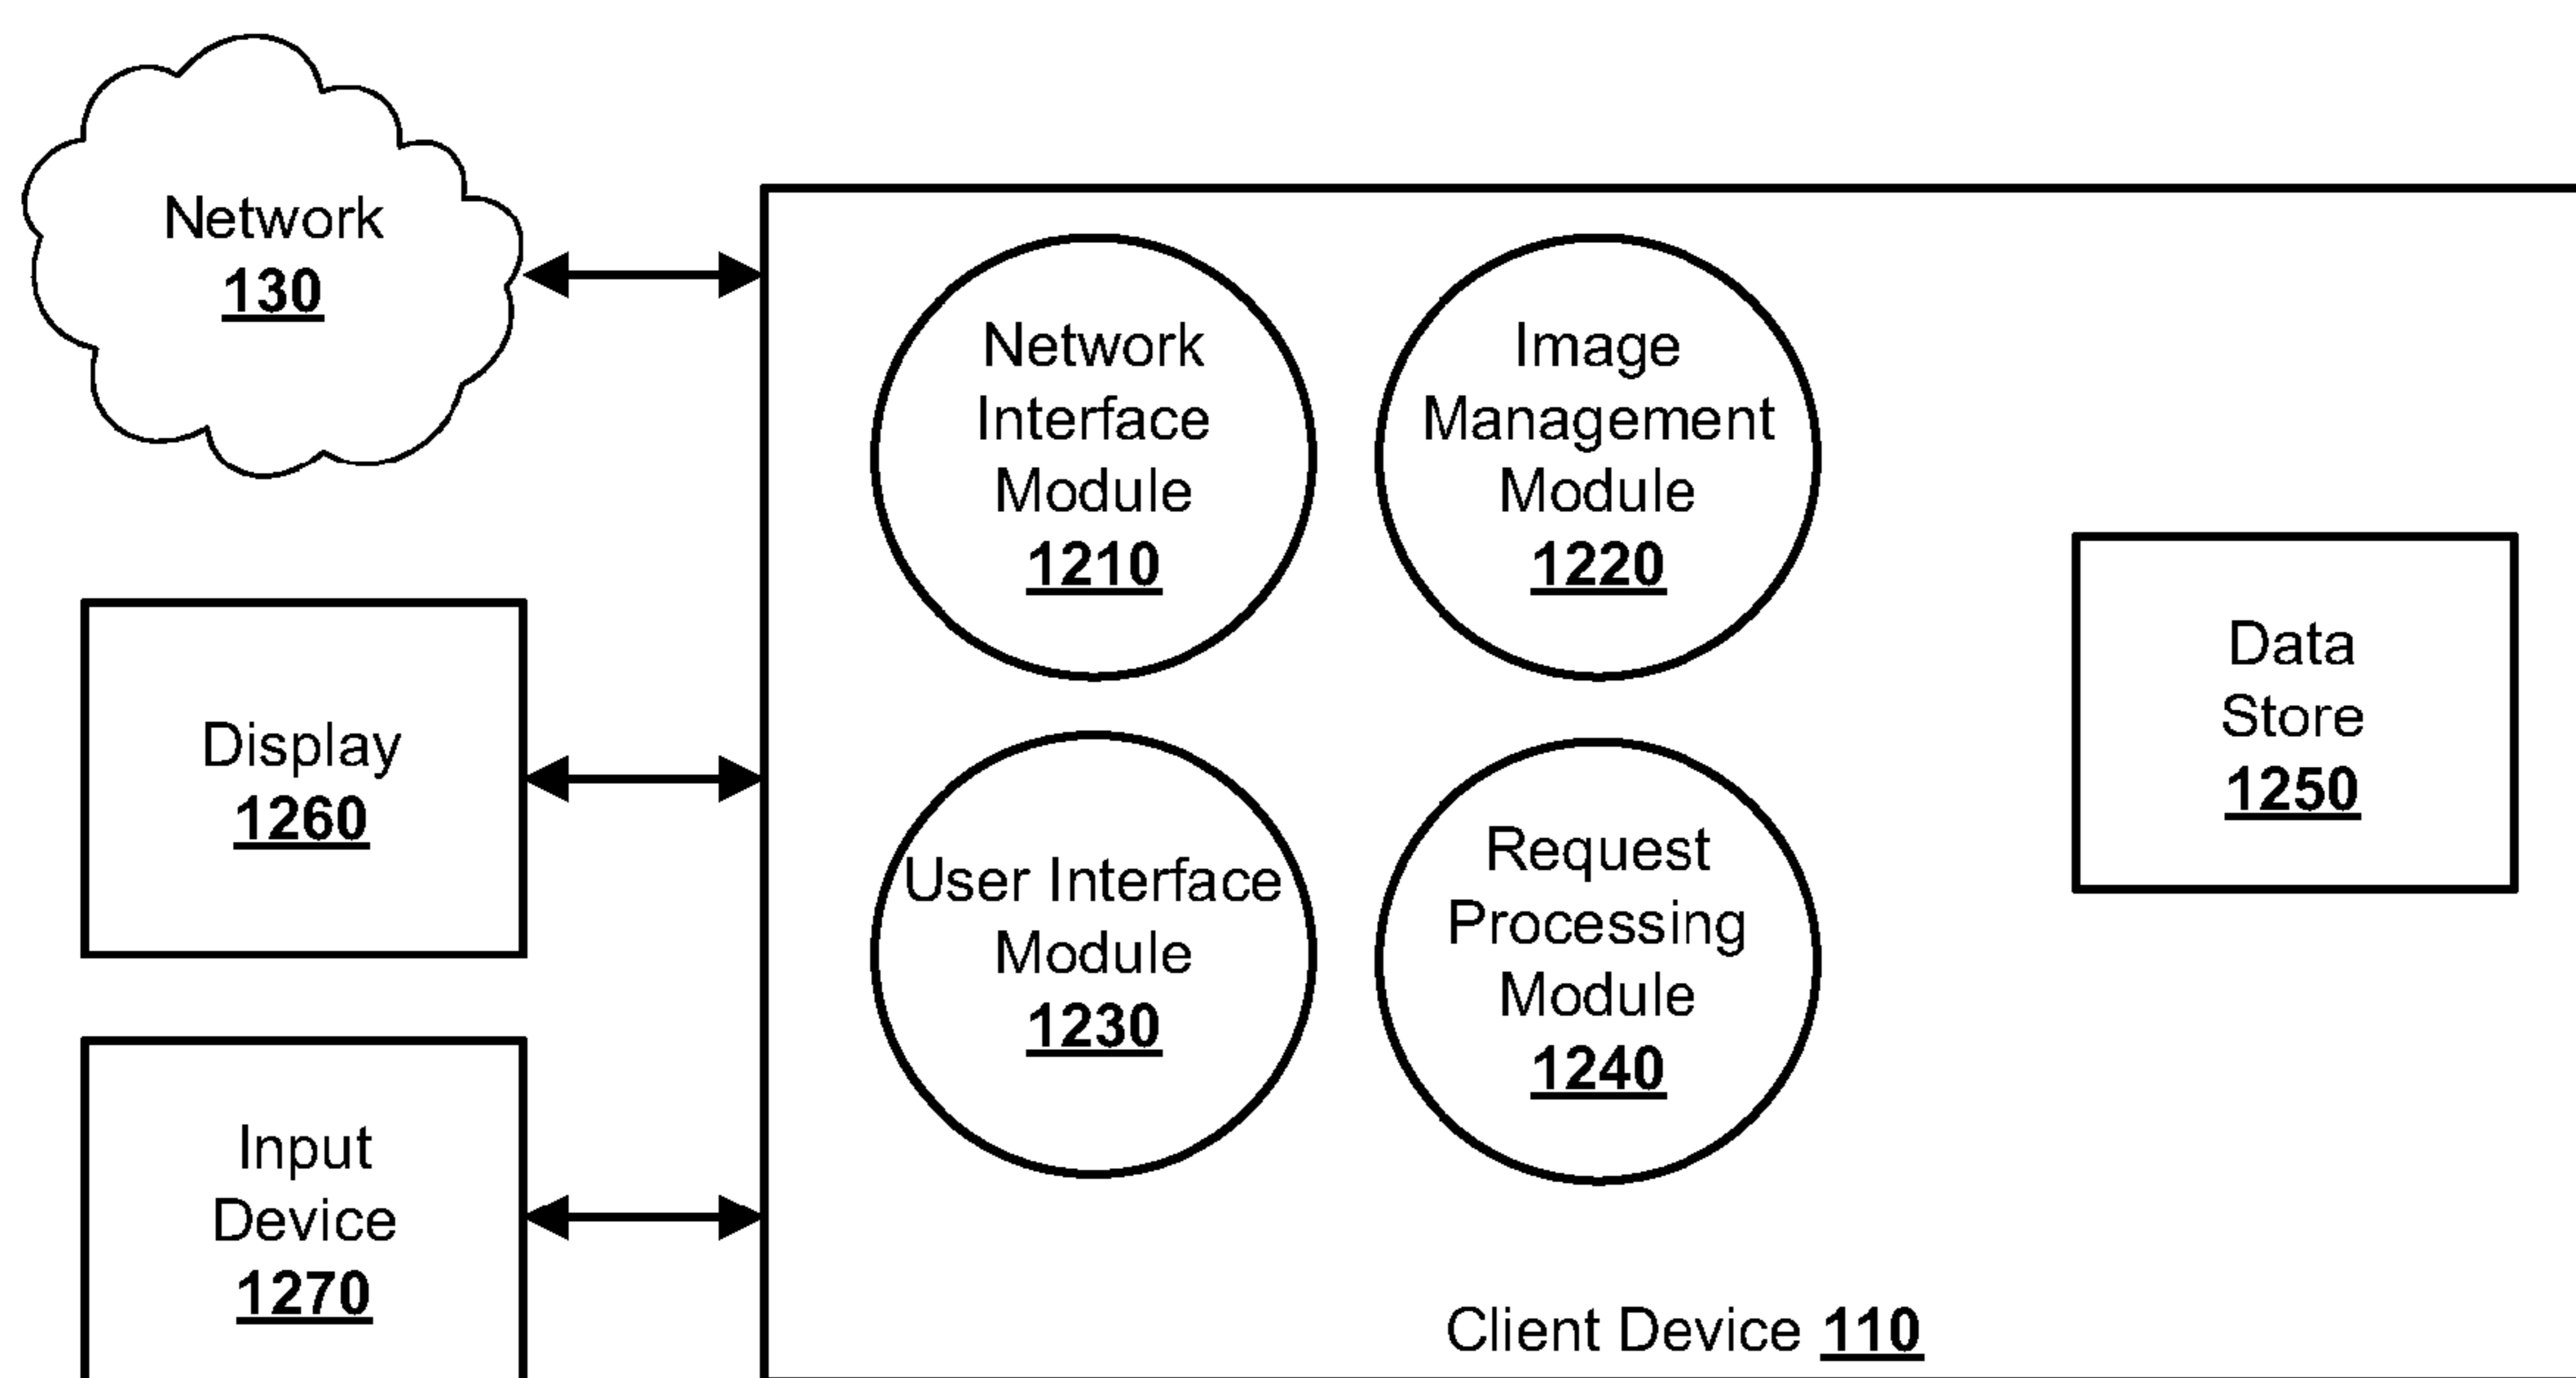 Network
130
Network
Interface
Module
1210
Image
Management
Module
1220
Display
1260
User Interface
Module
1230
Request
Processing
Module
1240
Data
Store
1250
Input
Device
1270
Client Device 110